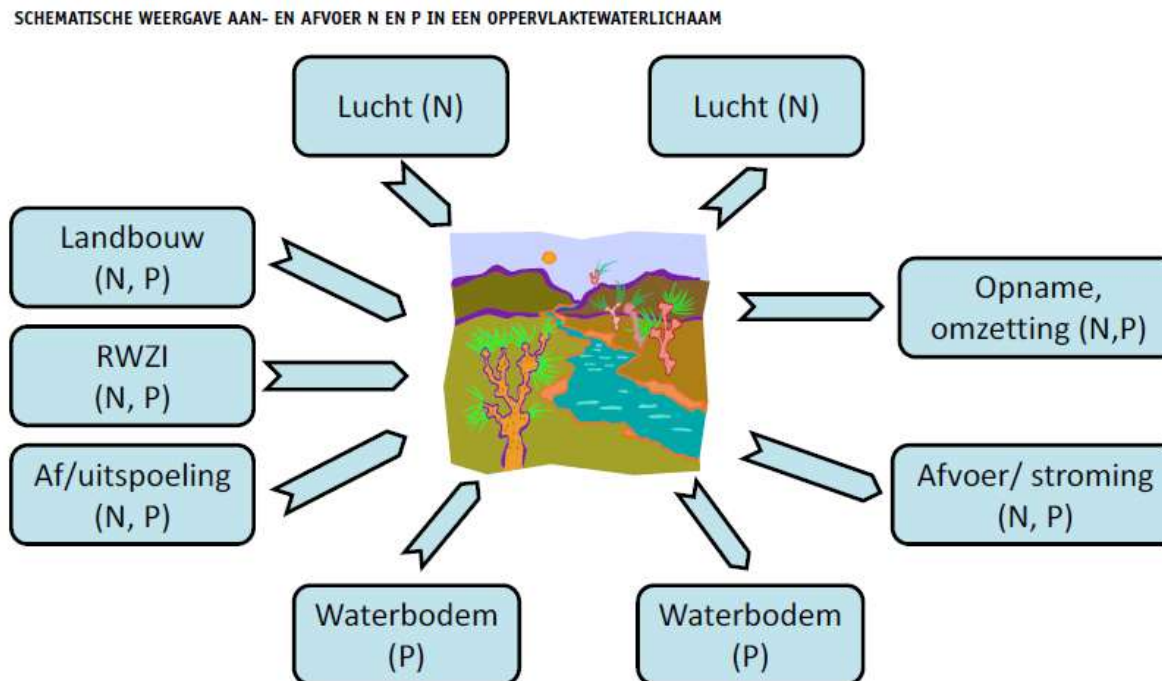 SCHEMATISCHE WEERGAVE AAN- EN AFVOER N EN P IN EEN OPPERVLAKTEWATERLICHAAM
Lucht (N)
Lucht (N)
Landbouw
(N, P)
RWZI
(N, P)
Af/uitspoeling
(N, P)
Waterbodem
(P)
Waterbodem
(P)
Opname,
omzetting (N,P)
Afvoer/ stroming
(N, P)